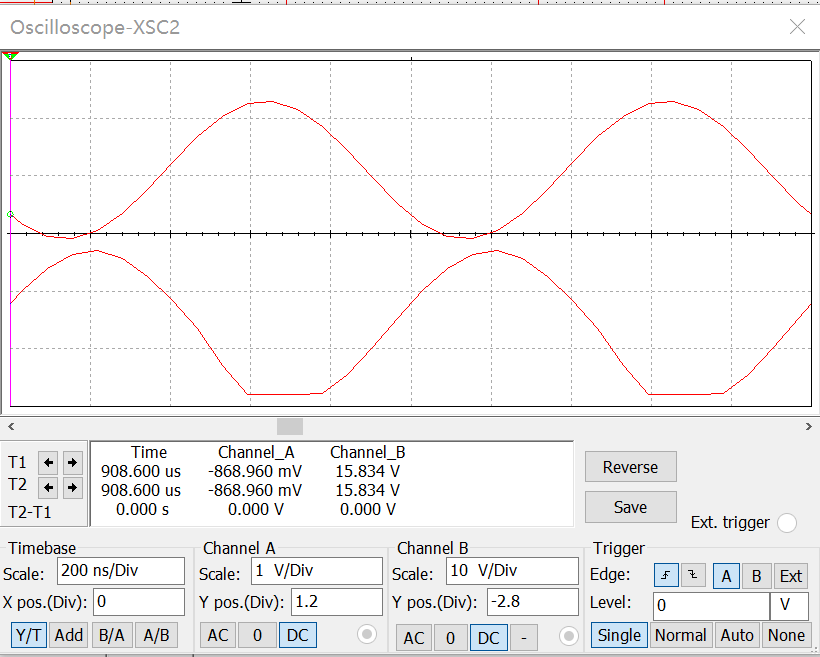 Oscilloscope-XSC2
Time Channel_A Channel_B
T1 908.600 us -868.960 mV 15.834 V
T2 908.600 us -868.960 mV 15.834 V
T2-T1 0.000 s 0.000 V 0.000 V
Reverse
Save
Ext. trigger
Timebase Channel A Channel B Trigger
Scale: 200 ns/Div Scale: 1 V/Div Scale: 10 V/Div Edge: A B Ext
X pos.(Div): 0 Y pos.(Div): 1.2 Y pos.(Div): -2.8 Level: 0 V
Y/T Add B/A A/B AC 0 DC AC 0 DC - Single Normal Auto None